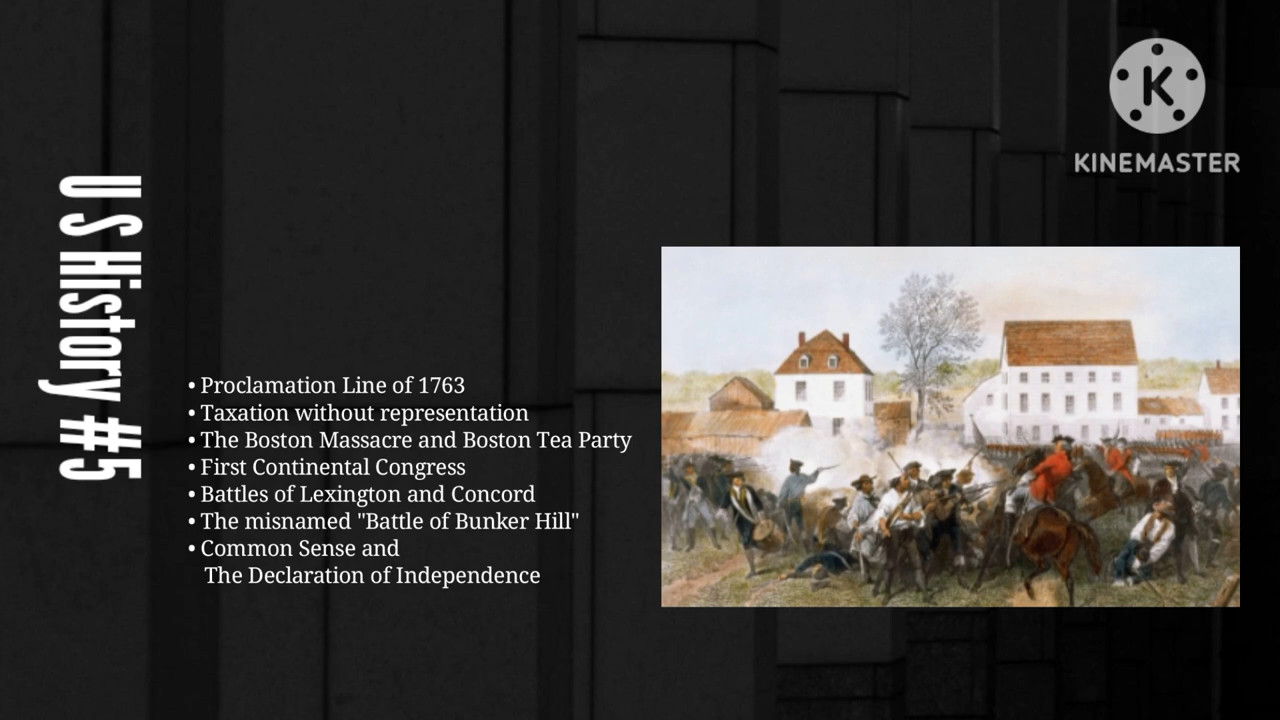 U S History #5
• Proclamation Line of 1763
• Taxation without representation
• The Boston Massacre and Boston Tea Party
• First Continental Congress
• Battles of Lexington and Concord
• The misnamed "Battle of Bunker Hill"
• Common Sense and
The Declaration of Independence
K
KINEMASTER